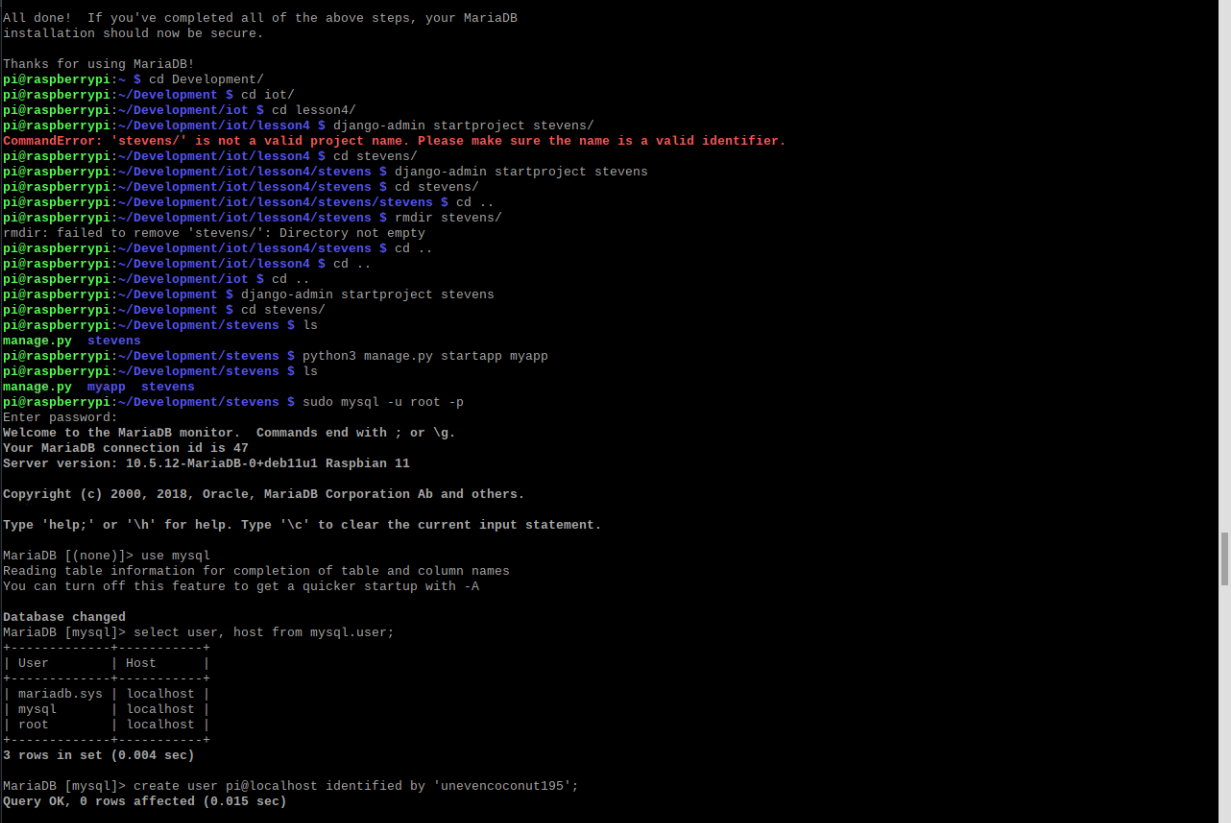 All done!  If you've completed all of the above steps, your MariaDB
installation should now be secure.

Thanks for using MariaDB!
pi@raspberrypi:~ $ cd Development/
pi@raspberrypi:~/Development $ cd iot/
pi@raspberrypi:~/Development/iot $ cd lesson4/
pi@raspberrypi:~/Development/iot/lesson4 $ django-admin startproject stevens/
CommandError: 'stevens/' is not a valid project name. Please make sure the name is a valid identifier.
pi@raspberrypi:~/Development/iot/lesson4 $ cd stevens/
pi@raspberrypi:~/Development/iot/lesson4/stevens $ django-admin startproject stevens
pi@raspberrypi:~/Development/iot/lesson4/stevens $ cd stevens/
pi@raspberrypi:~/Development/iot/lesson4/stevens/stevens $ cd ..
pi@raspberrypi:~/Development/iot/lesson4/stevens $ rmdir stevens/
rmdir: failed to remove 'stevens/': Directory not empty
pi@raspberrypi:~/Development/iot/lesson4/stevens $ cd ..
pi@raspberrypi:~/Development/iot/lesson4 $ cd ..
pi@raspberrypi:~/Development/iot $ cd ..
pi@raspberrypi:~/Development $ django-admin startproject stevens
pi@raspberrypi:~/Development $ cd stevens/
pi@raspberrypi:~/Development/stevens $ ls
manage.py  stevens
pi@raspberrypi:~/Development/stevens $ python3 manage.py startapp myapp
pi@raspberrypi:~/Development/stevens $ ls
manage.py  myapp  stevens
pi@raspberrypi:~/Development/stevens $ sudo mysql -u root -p
Enter password:
Welcome to the MariaDB monitor.  Commands end with ; or \g.
Your MariaDB connection id is 47
Server version: 10.5.12-MariaDB-0+deb11u1 Raspbian 11

Copyright (c) 2000, 2018, Oracle, MariaDB Corporation Ab and others.

Type 'help;' or '\h' for help. Type '\c' to clear the current input statement.

MariaDB [(none)]> use mysql
Reading table information for completion of table and column names
You can turn off this feature to get a quicker startup with -A

Database changed
MariaDB [mysql]> select user, host from mysql.user;
+-------------+-----------+
| User        | Host      |
+-------------+-----------+
| mariadb.sys | localhost |
| mysql       | localhost |
| root        | localhost |
+-------------+-----------+
3 rows in set (0.004 sec)

MariaDB [mysql]> create user pi@localhost identified by 'unevencoconut195';
Query OK, 0 rows affected (0.015 sec)